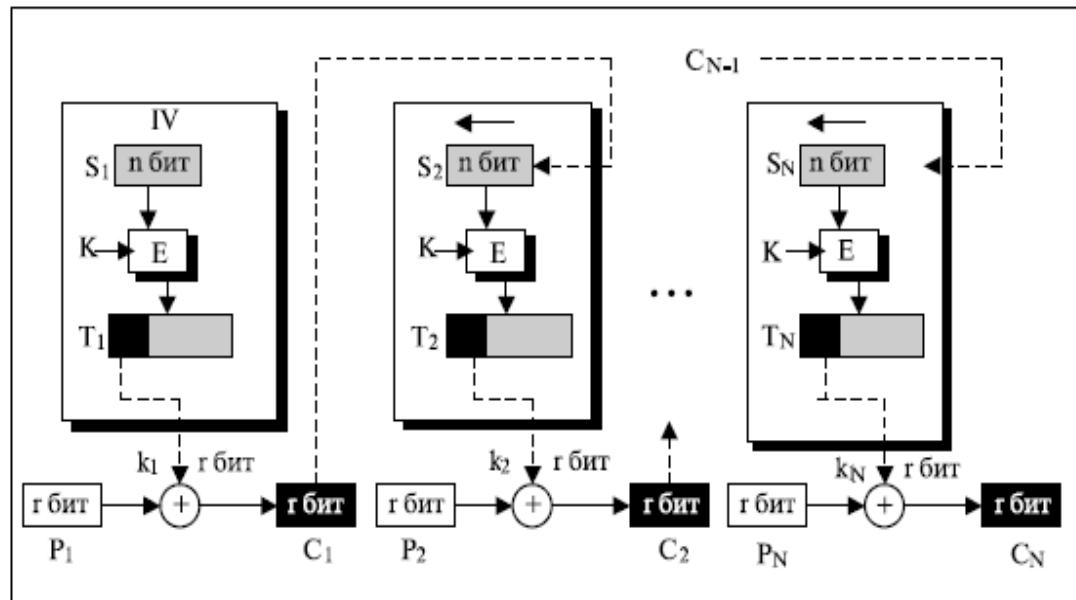 C_{N-1}
IV
S₁ n бит
S₂ n бит
S_N n бит
K E
K E
K E
...
T₁
T₂
T_N
k₁ r бит
k₂ r бит
k_N r бит
r бит + r бит
r бит + r бит
r бит + r бит
P₁ C₁
P₂ C₂
P_N C_N